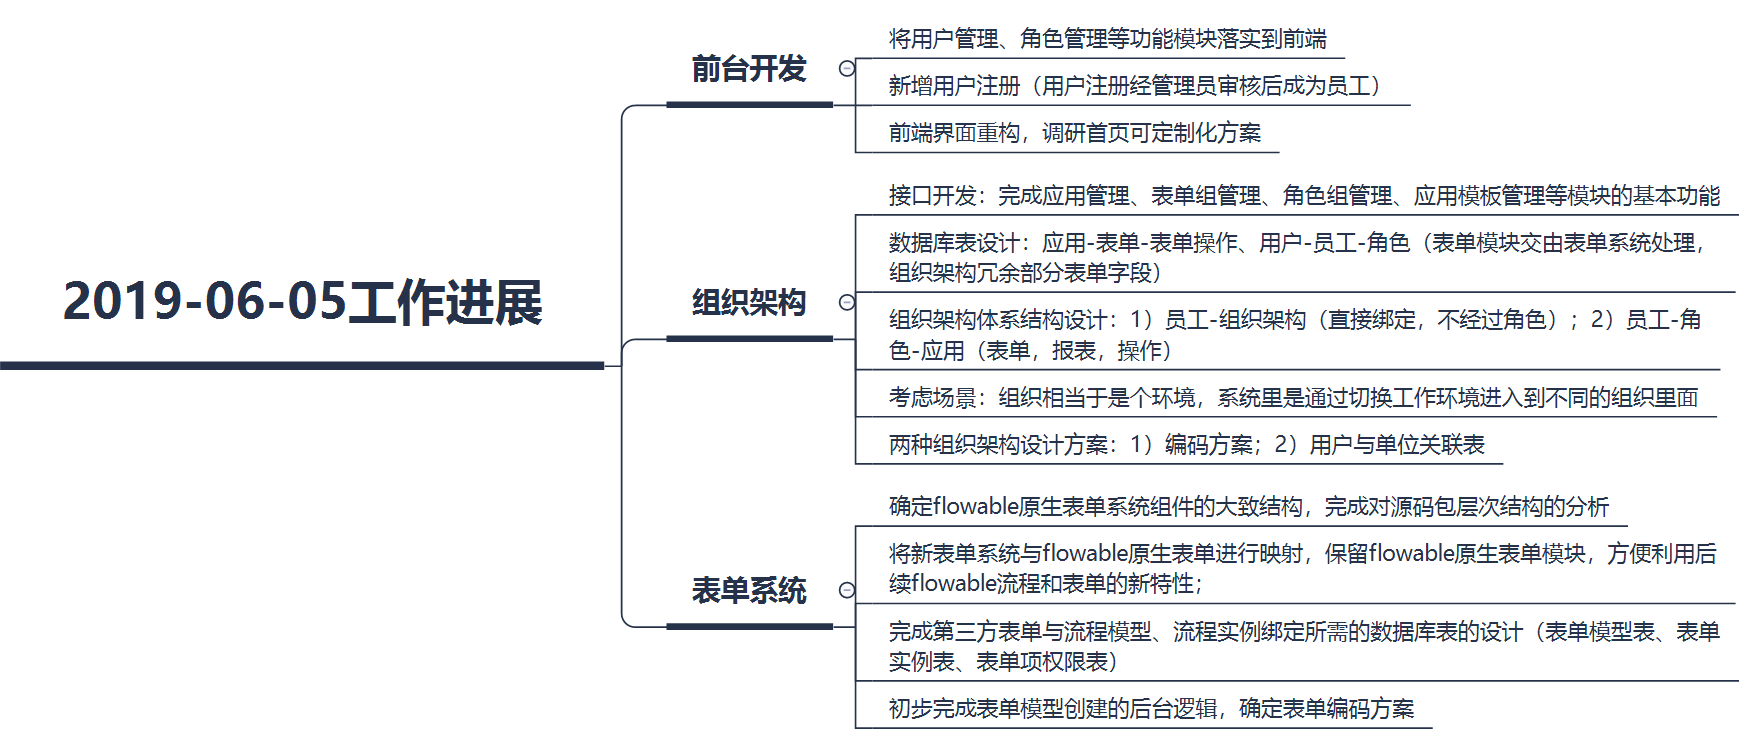 2019-06-05工作进展
前台开发
将用户管理、角色管理等功能模块落实到前端
新增用户注册（用户注册经管理员审核后成为员工）
前端界面重构，调研首页可定制化方案
组织架构
接口开发：完成应用管理、表单组管理、角色组管理、应用模板管理等模块的基本功能
数据库表设计：应用-表单-表单操作、用户-员工-角色（表单模块交由表单系统处理，
组织架构冗余部分表单字段）
组织架构体系结构设计：1）员工-组织架构（直接绑定，不经过角色）；2）员工-角
色-应用（表单，报表，操作）
考虑场景：组织相当于是个环境，系统里是通过切换工作环境进入到不同的组织里面
两种组织架构设计方案：1）编码方案；2）用户与单位关联表
表单系统
确定flowable原生表单系统组件的大致结构，完成对源码包层次结构的分析
将新表单系统与flowable原生表单进行映射，保留flowable原生表单模块，方便利用后
续flowable流程和表单的新特性；
完成第三方表单与流程模型、流程实例绑定所需的数据库表的设计（表单模型表、表单
实例表、表单项权限表）
初步完成表单模型创建的后台逻辑，确定表单编码方案